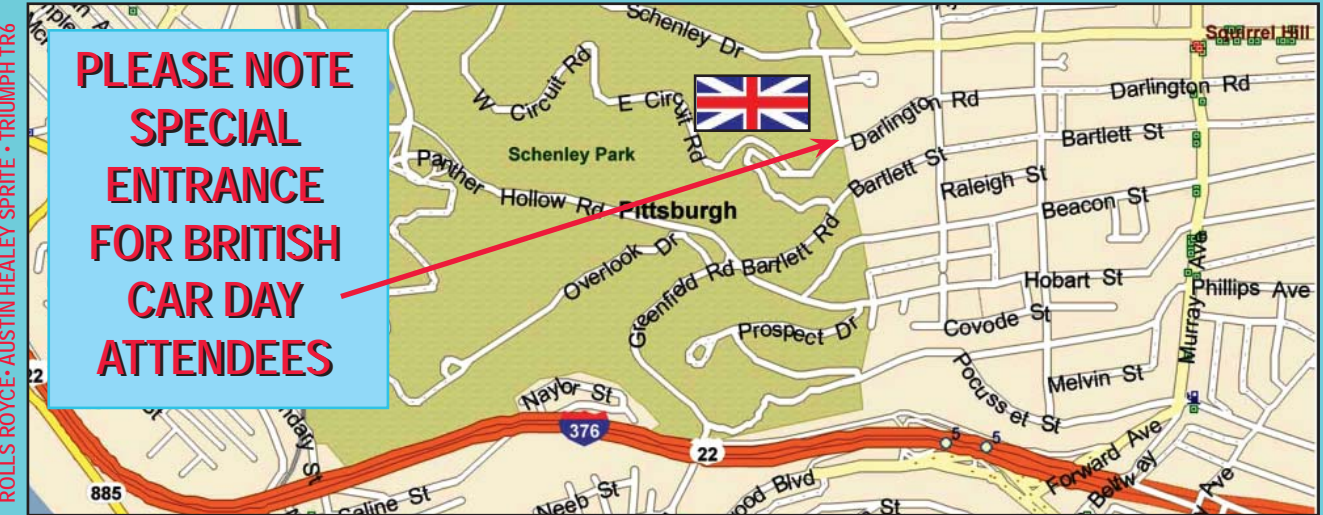 ROLLS ROYCE • AUSTIN HEALEY SPRITE • TRIUMPH TR6
PLEASE NOTE
SPECIAL
ENTRANCE
FOR BRITISH
CAR DAY
ATTENDEES
Schenley Dr
Squirrel Hill
W Circuit Rd
E Circuit Rd
Darlington Rd
Darlington Rd
Bartlett St
Schenley Park
Panther Hollow Rd
Bartlett St
Raleigh St
Beacon St
Pittsburgh
Overlook Dr
Greenfield Rd
Bartlett Rd
Hobart St
Murray Ave
Phillips Ave
Prospect Dr
Covode St
Pocusset St
Melvin St
22
Naylor St
376
22
5
5
Forward Ave
885
Saline St
Neeb St
St